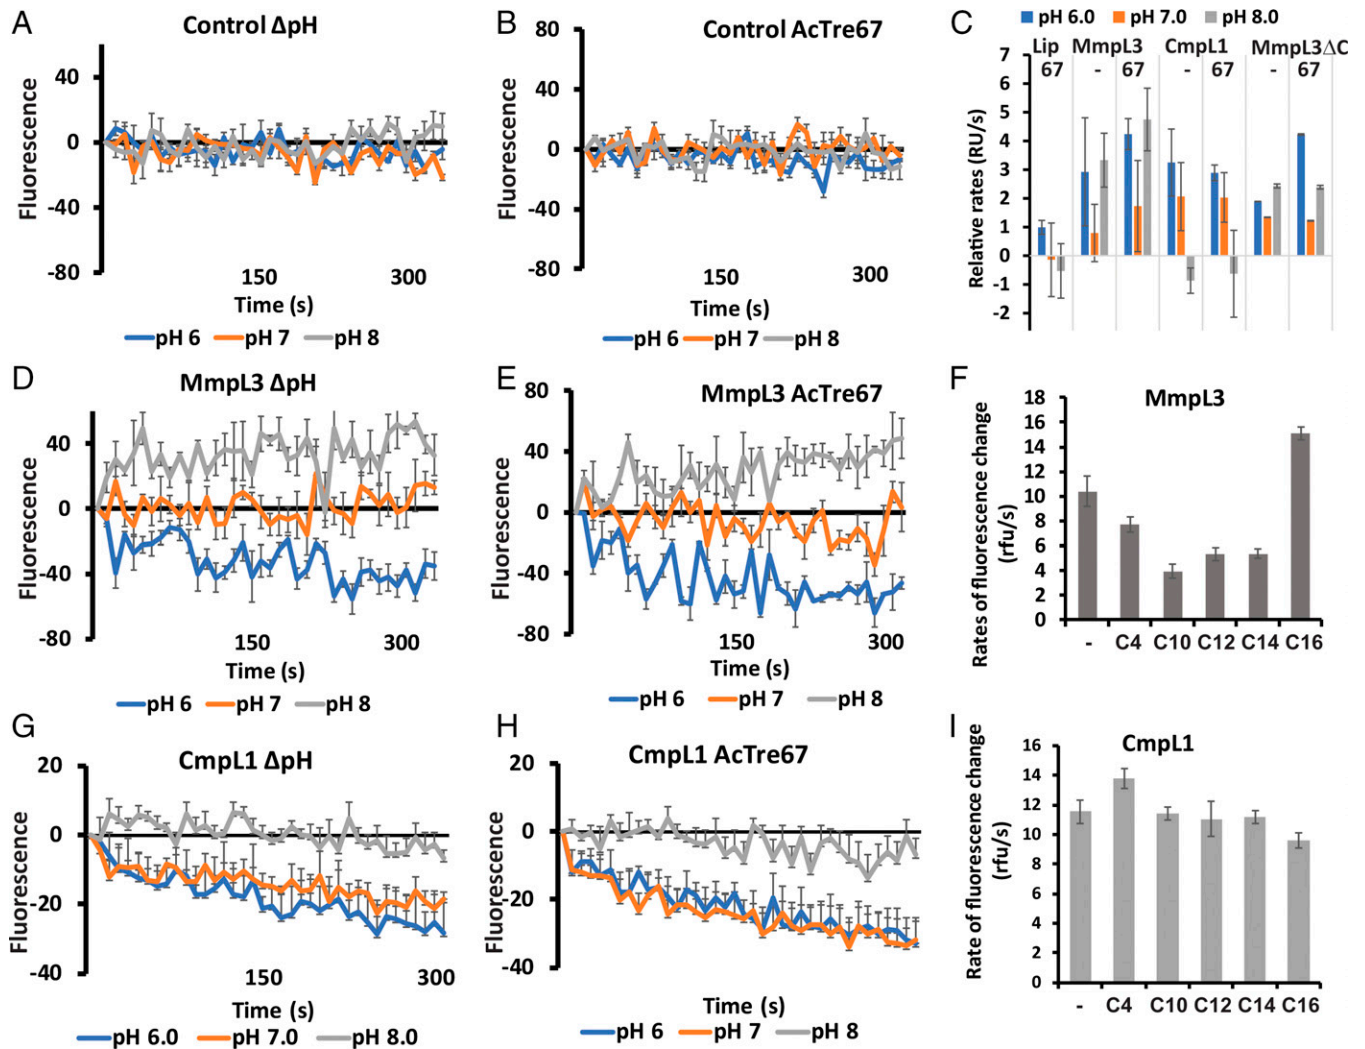 A
Control ΔpH
Fluorescence
40
0
-40
-80
150
300
Time (s)
pH 6 pH 7 pH 8
B
Control AcTre67
Fluorescence
80
40
0
-40
-80
150
300
Time (s)
pH 6 pH 7 pH 8
C
pH 6.0 pH 7.0 pH 8.0
Relative rates (RU/s)
7
6
5
4
3
2
1
0
-1
-2
Lip MmpL3 CmpL1 MmpL3ΔC
67 - 67 - 67 - 67
D
MmpL3 ΔpH
Fluorescence
40
0
-40
-80
150
300
Time (s)
pH 6 pH 7 pH 8
E
MmpL3 AcTre67
Fluorescence
80
40
0
-40
-80
150
300
Time (s)
pH 6 pH 7 pH 8
F
MmpL3
Rates of fluorescence change
(rfu/s)
18
16
14
12
10
8
6
4
2
0
- C4 C10 C12 C14 C16
G
CmpL1 ΔpH
Fluorescence
20
0
-20
-40
150
300
Time (s)
pH 6.0 pH 7.0 pH 8.0
H
CmpL1 AcTre67
Fluorescence
20
0
-20
-40
150
300
Time (s)
pH 6 pH 7 pH 8
I
CmpL1
Rate of fluorescence change
(rfu/s)
16
14
12
10
8
6
4
2
0
- C4 C10 C12 C14 C16